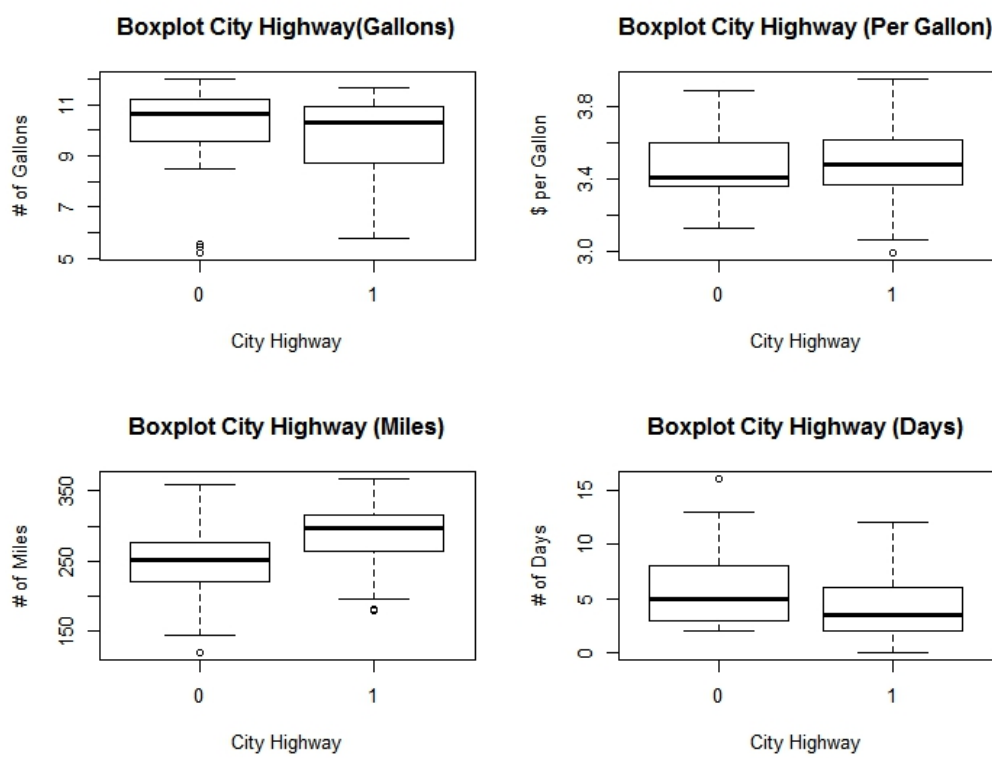 Boxplot City Highway(Gallons)
# of Gallons
11
9
7
5
0 1
City Highway
Boxplot City Highway (Per Gallon)
$ per Gallon
3.8
3.4
3.0
0 1
City Highway
Boxplot City Highway (Miles)
# of Miles
350
250
150
0 1
City Highway
Boxplot City Highway (Days)
# of Days
15
10
5
0
0 1
City Highway